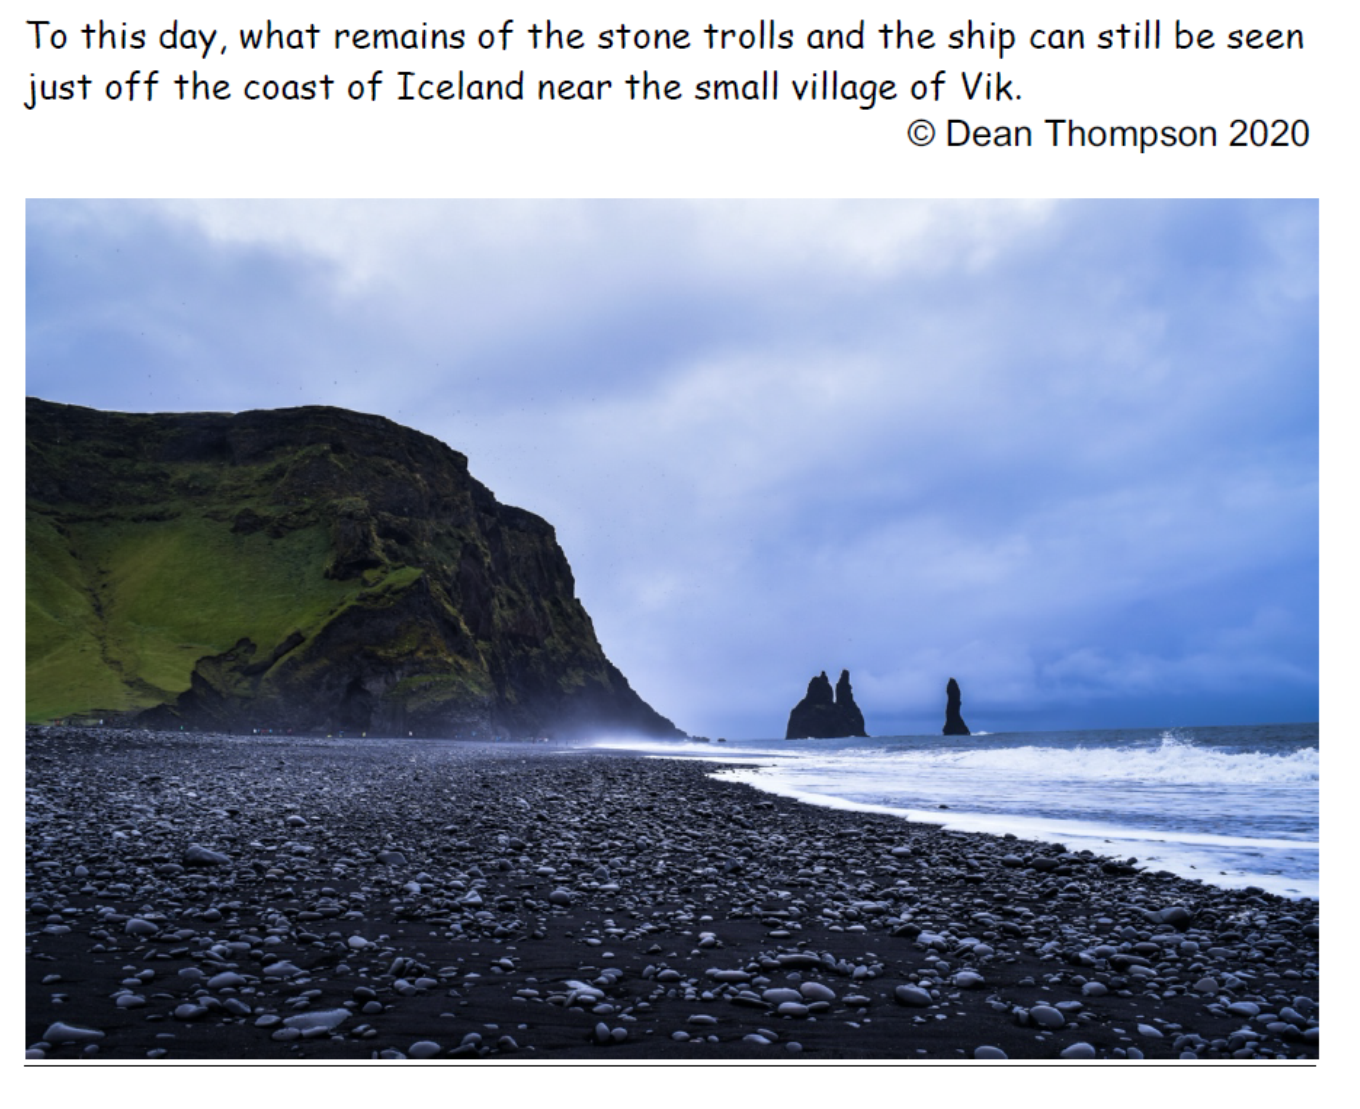 To this day, what remains of the stone trolls and the ship can still be seen
just off the coast of Iceland near the small village of Vik.
© Dean Thompson 2020